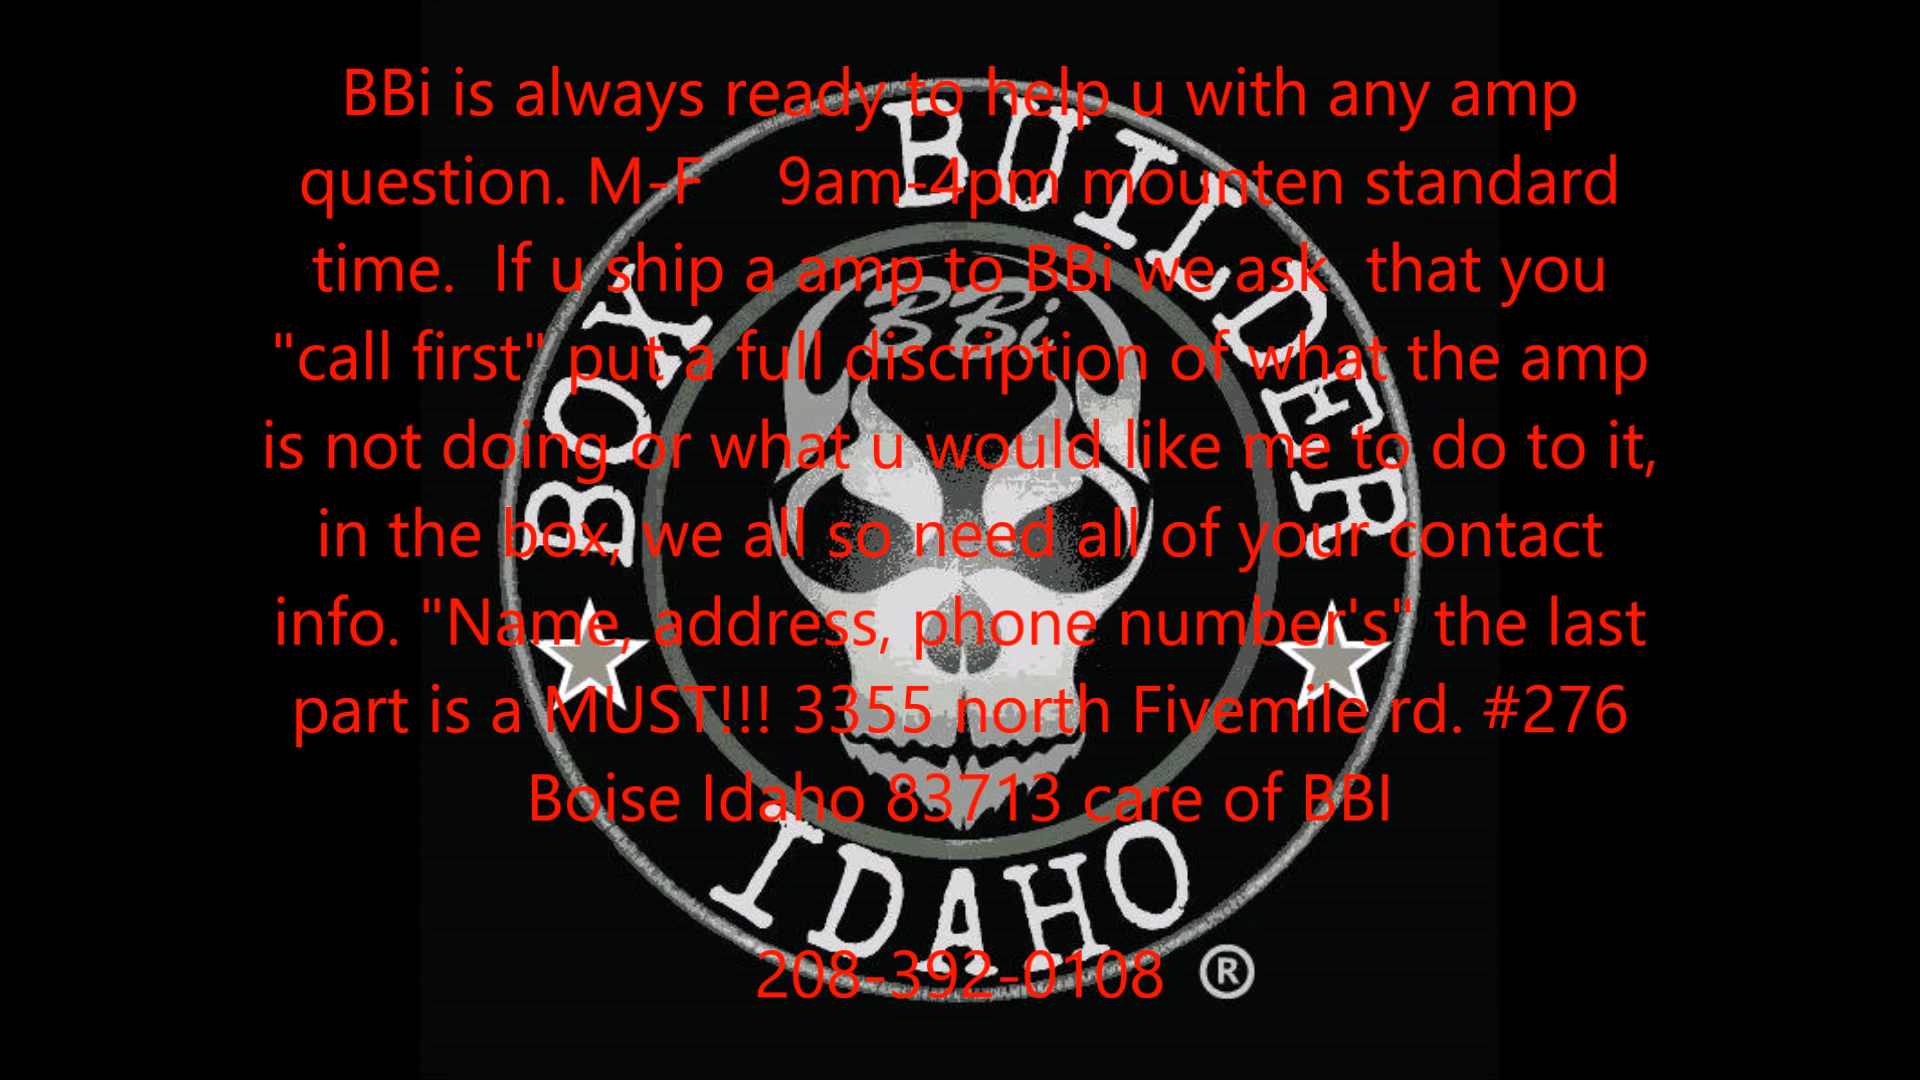 BBi is always ready to help u with any amp
question. M-F    9am-4pm mounten standard
time.  If u ship a amp to BBi we ask  that you
"call first" put a full discription of what the amp
is not doing or what u would like me to do to it,
in the box, we all so need all of your contact
info. "Name, address, phone number's"  the last
part is a MUST!!! 3355 north Fivemile rd. #276
Boise Idaho 83713 care of BBI
208-392-0108
BOX BUILDER
BBi
IDAHO
®